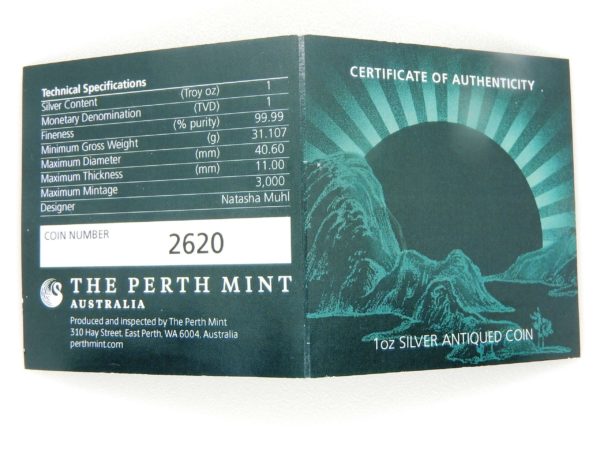 Technical Specifications
Silver Content (Troy oz) 1
Monetary Denomination (TVD) 1
Fineness (% purity) 99.99
Minimum Gross Weight (g) 31.107
Maximum Diameter (mm) 40.60
Maximum Thickness (mm) 11.00
Maximum Mintage 3,000
Designer Natasha Muhl
COIN NUMBER 2620
THE PERTH MINT
AUSTRALIA
Produced and inspected by The Perth Mint
310 Hay Street, East Perth, WA 6004, Australia
perthmint.com
CERTIFICATE OF AUTHENTICITY
1oz SILVER ANTIQUED COIN